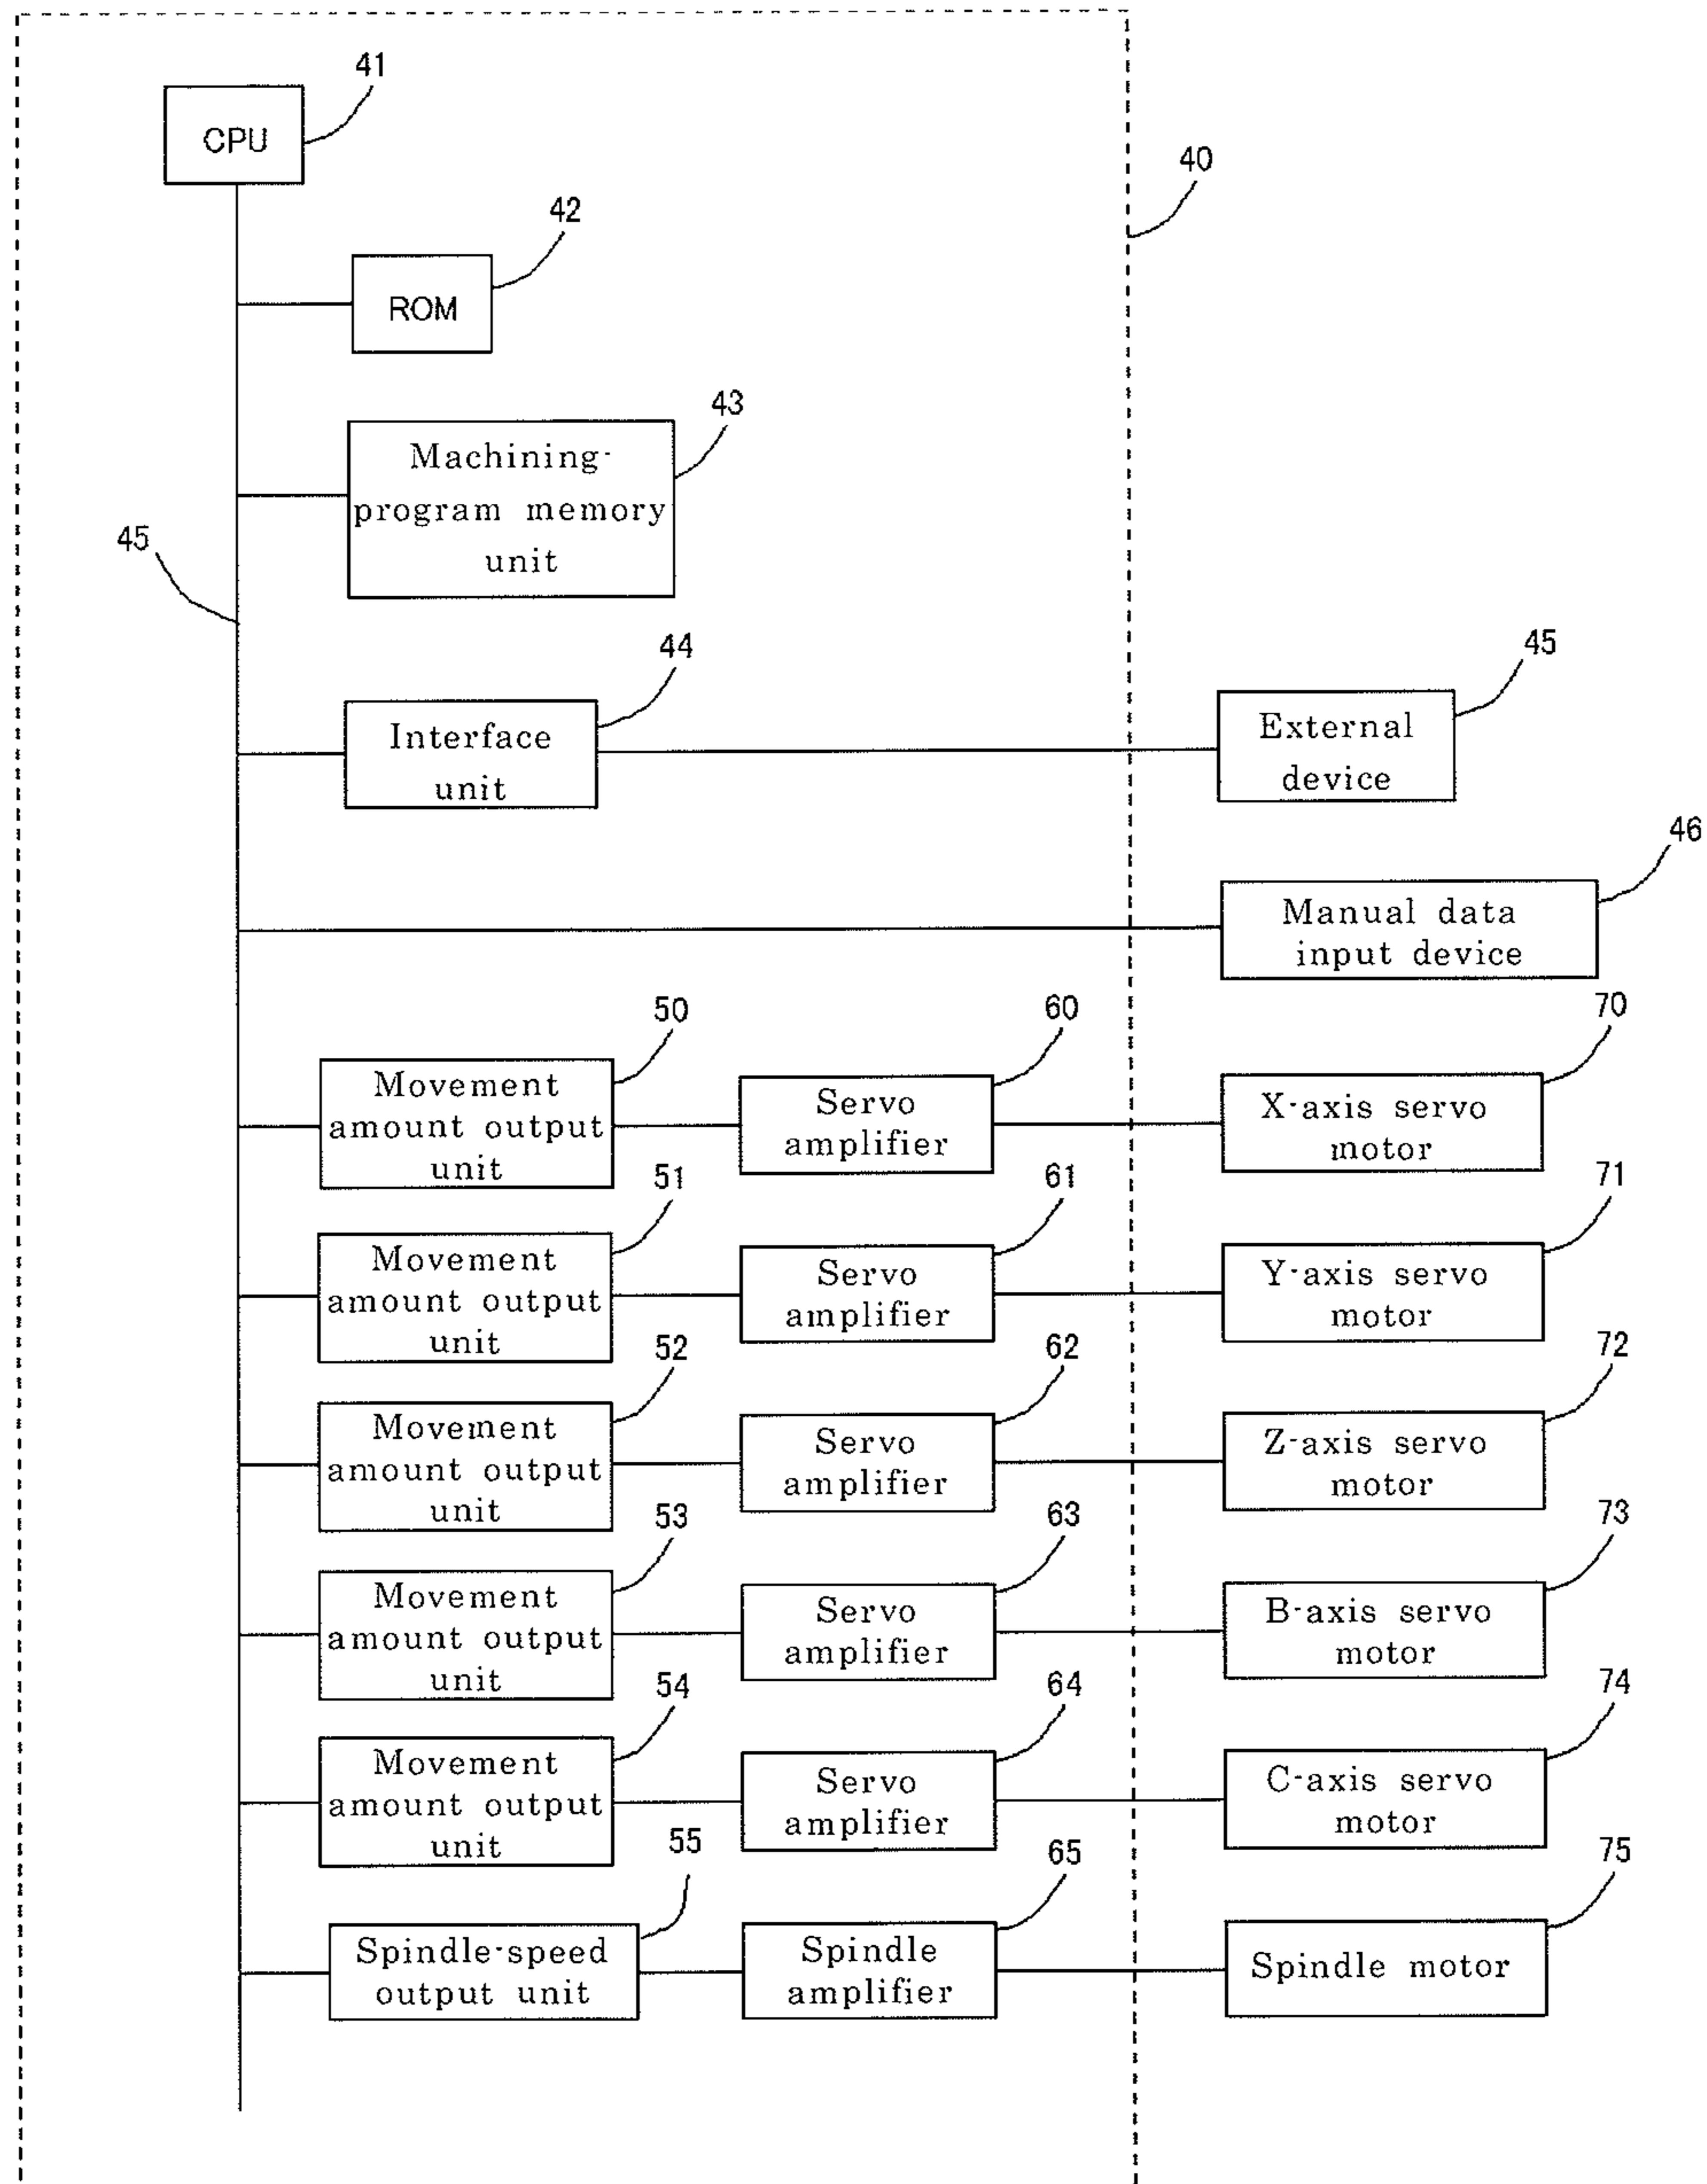 41
CPU
40
42
ROM
43
Machining-
program memory
unit
45
44
Interface
unit
45
External
device
46
Manual data
input device
50
Movement
amount output
unit
60
Servo
amplifier
70
X-axis servo
motor
51
Movement
amount output
unit
61
Servo
amplifier
71
Y-axis servo
motor
52
Movement
amount output
unit
62
Servo
amplifier
72
Z-axis servo
motor
53
Movement
amount output
unit
63
Servo
amplifier
73
B-axis servo
motor
54
Movement
amount output
unit
64
Servo
amplifier
74
C-axis servo
motor
55
Spindle-speed
output unit
65
Spindle
amplifier
75
Spindle motor